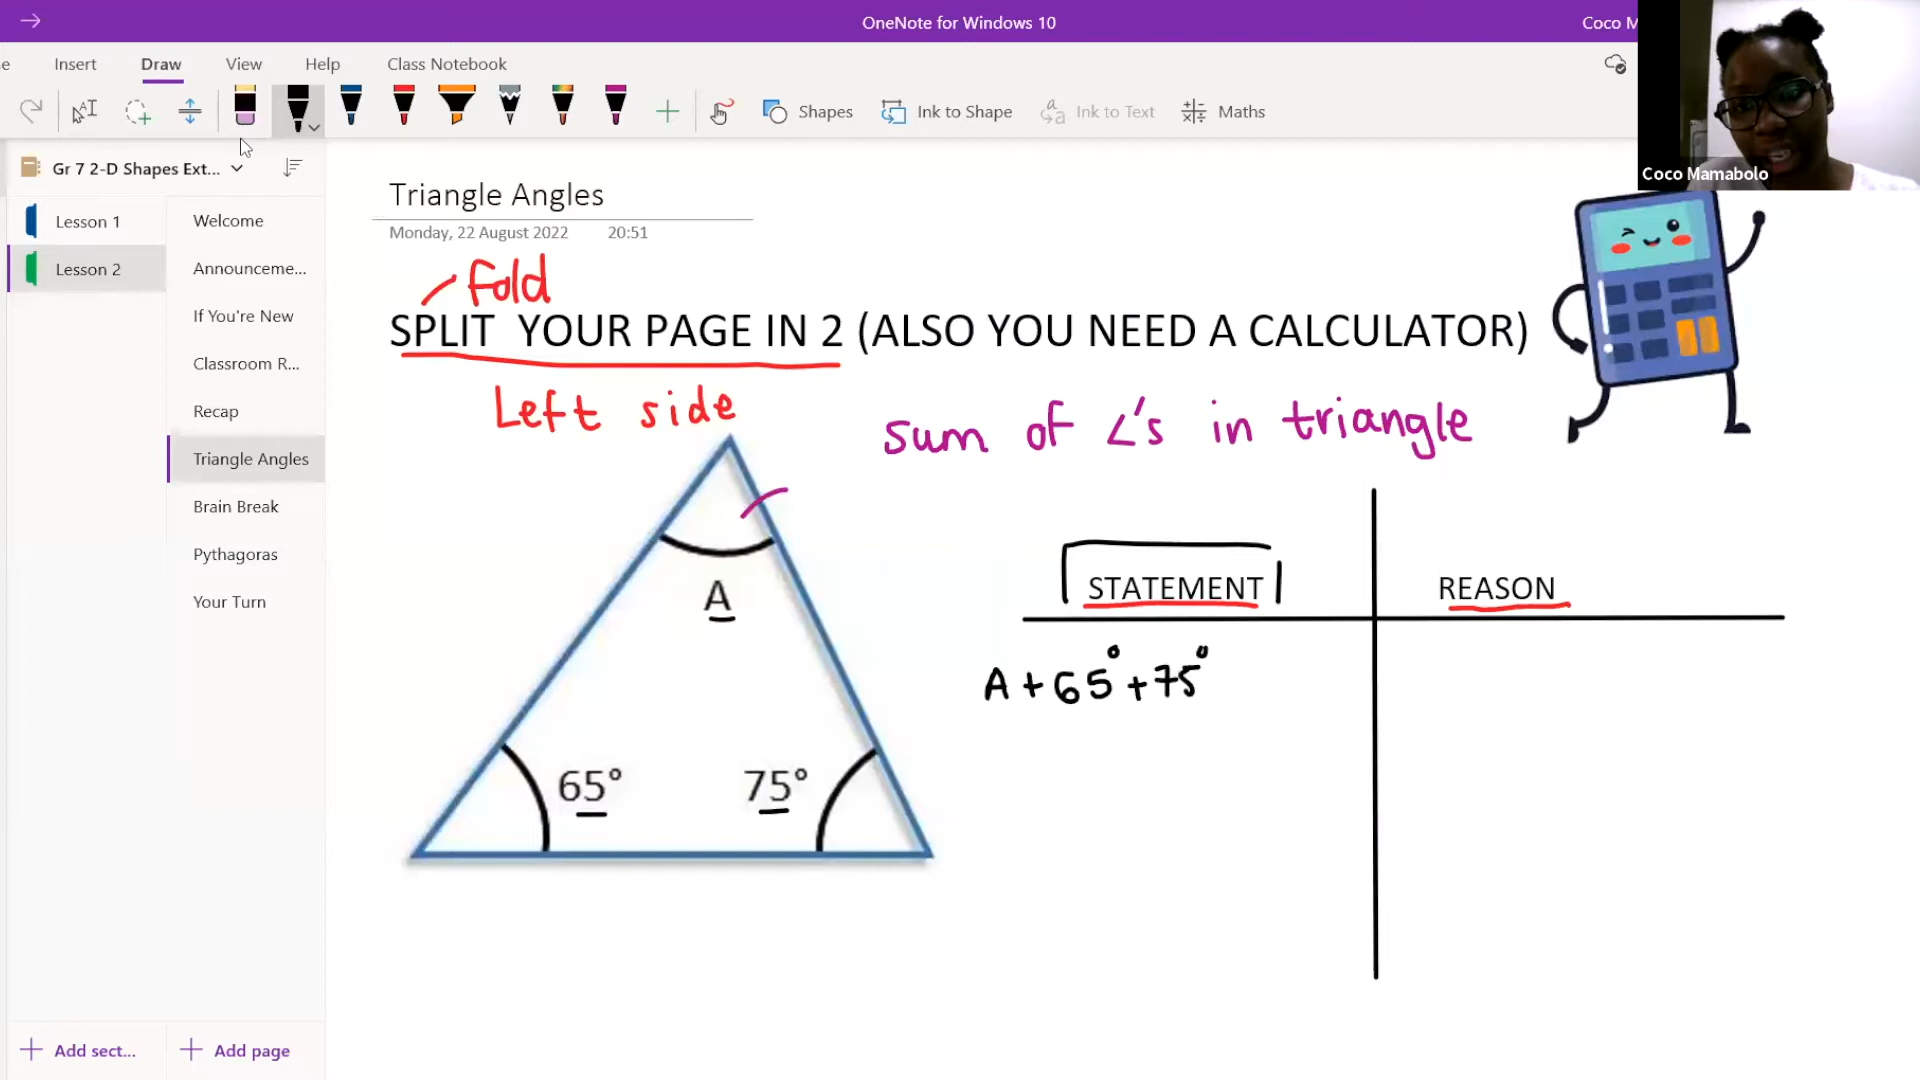 OneNote for Windows 10
Coco M
Insert Draw View Help Class Notebook
Shapes Ink to Shape Ink to Text Maths
Coco Mamabolo
Gr 7 2-D Shapes Ext...
Lesson 1
Lesson 2
Welcome
Announceme...
If You're New
Classroom R...
Recap
Triangle Angles
Brain Break
Pythagoras
Your Turn
Add sect...
Add page
Triangle Angles
Monday, 22 August 2022 20:51
fold
SPLIT YOUR PAGE IN 2 (ALSO YOU NEED A CALCULATOR)
Left side
sum of ∠'s in triangle
A
65°
75°
STATEMENT
REASON
A + 65° + 75°